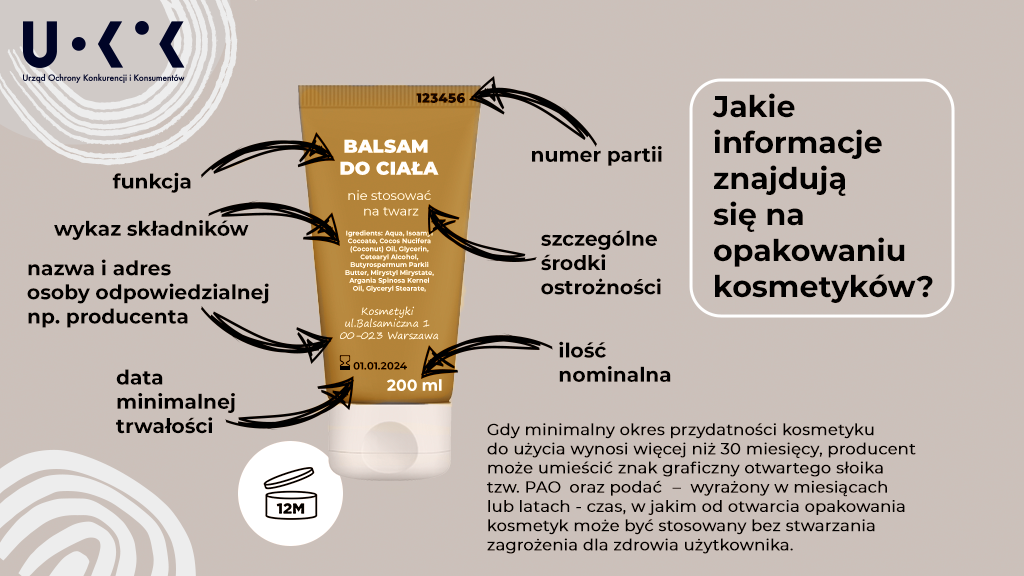 U·K·K
Urząd Ochrony Konkurencji i Konsumentów
123456
BALSAM
DO CIAŁA
nie stosować
na twarz
Igredients: Aqua, Isoamyl
Cocoate, Cocos Nucifera
(Coconut) Oil, Glycerin,
Cetearyl Alcohol,
Butyrospermum Parkii
Butter, Mirystyl Mirystate,
Argania Spinosa Kernel
Oil, Glyceryl Stearate,
Kosmetyki
ul.Balsamiczna 1
00-023 Warszawa
01.01.2024
200 ml
12M
funkcja
wykaz składników
nazwa i adres
osoby odpowiedzialnej
np. producenta
data
minimalnej
trwałości
numer partii
szczególne
środki
ostrożności
ilość
nominalna
Jakie
informacje
znajdują
się na
opakowaniu
kosmetyków?
Gdy minimalny okres przydatności kosmetyku
do użycia wynosi więcej niż 30 miesięcy, producent
może umieścić znak graficzny otwartego słoika
tzw. PAO oraz podać – wyrażony w miesiącach
lub latach - czas, w jakim od otwarcia opakowania
kosmetyk może być stosowany bez stwarzania
zagrożenia dla zdrowia użytkownika.